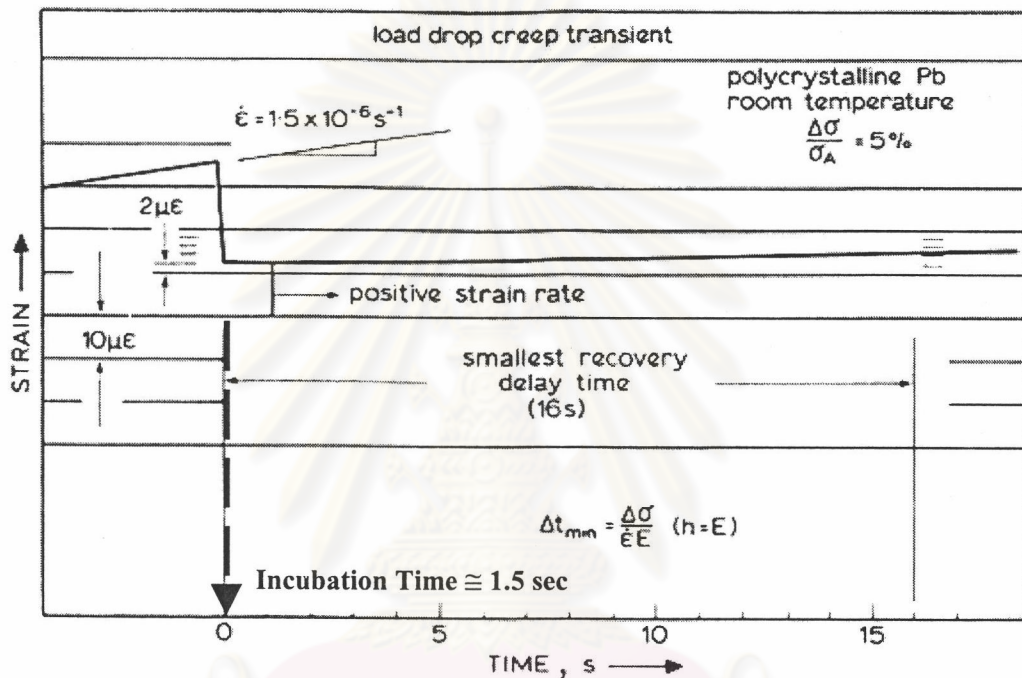 load drop creep transient
polycrystalline Pb
room temperature
Δσ/σA = 5%
ε̇ = 1·5 x 10⁻⁶ s⁻¹
2με
STRAIN →
positive strain rate
10με
smallest recovery
delay time
(16s)
Δtmin = Δσ/ε̇E (h=E)
Incubation Time ≅ 1.5 sec
0 5 10 15
TIME , s →